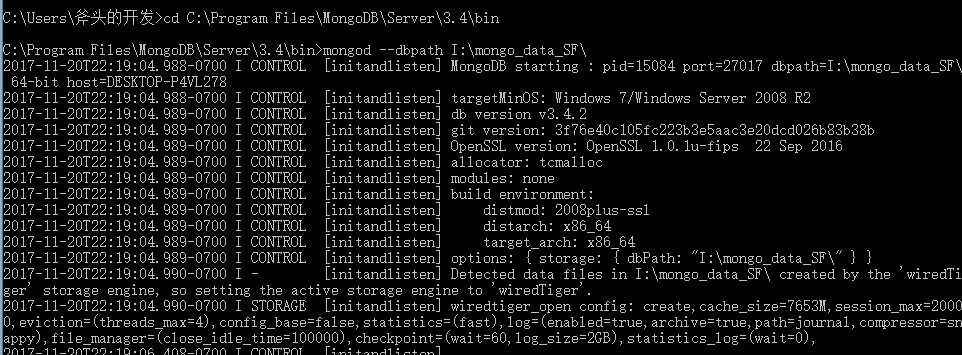 C:\Users\斧头的开发>cd C:\Program Files\MongoDB\Server\3.4\bin
C:\Program Files\MongoDB\Server\3.4\bin>mongod --dbpath I:\mongo_data_SF\
2017-11-20T22:19:04.988-0700 I CONTROL  [initandlisten] MongoDB starting : pid=15084 port=27017 dbpath=I:\mongo_data_SF\
 64-bit host=DESKTOP-P4VL278
2017-11-20T22:19:04.988-0700 I CONTROL  [initandlisten] targetMinOS: Windows 7/Windows Server 2008 R2
2017-11-20T22:19:04.989-0700 I CONTROL  [initandlisten] db version v3.4.2
2017-11-20T22:19:04.989-0700 I CONTROL  [initandlisten] git version: 3f76e40c105fc223b3e5aac3e20dcd026b83b38b
2017-11-20T22:19:04.989-0700 I CONTROL  [initandlisten] OpenSSL version: OpenSSL 1.0.1u-fips  22 Sep 2016
2017-11-20T22:19:04.989-0700 I CONTROL  [initandlisten] allocator: tcmalloc
2017-11-20T22:19:04.989-0700 I CONTROL  [initandlisten] modules: none
2017-11-20T22:19:04.989-0700 I CONTROL  [initandlisten] build environment:
2017-11-20T22:19:04.989-0700 I CONTROL  [initandlisten]     distmod: 2008plus-ssl
2017-11-20T22:19:04.989-0700 I CONTROL  [initandlisten]     distarch: x86_64
2017-11-20T22:19:04.989-0700 I CONTROL  [initandlisten]     target_arch: x86_64
2017-11-20T22:19:04.989-0700 I CONTROL  [initandlisten] options: { storage: { dbPath: "I:\mongo_data_SF\" } }
2017-11-20T22:19:04.990-0700 I -        [initandlisten] Detected data files in I:\mongo_data_SF\ created by the 'wiredTi
ger' storage engine, so setting the active storage engine to 'wiredTiger'.
2017-11-20T22:19:04.990-0700 I STORAGE  [initandlisten] wiredtiger_open config: create,cache_size=7653M,session_max=2000
0,eviction=(threads_max=4),config_base=false,statistics=(fast),log=(enabled=true,archive=true,path=journal,compressor=sn
appy),file_manager=(close_idle_time=100000),checkpoint=(wait=60,log_size=2GB),statistics_log=(wait=0),
2017-11-20T22:19:06.408-0700 I CONTROL  [initandlisten]